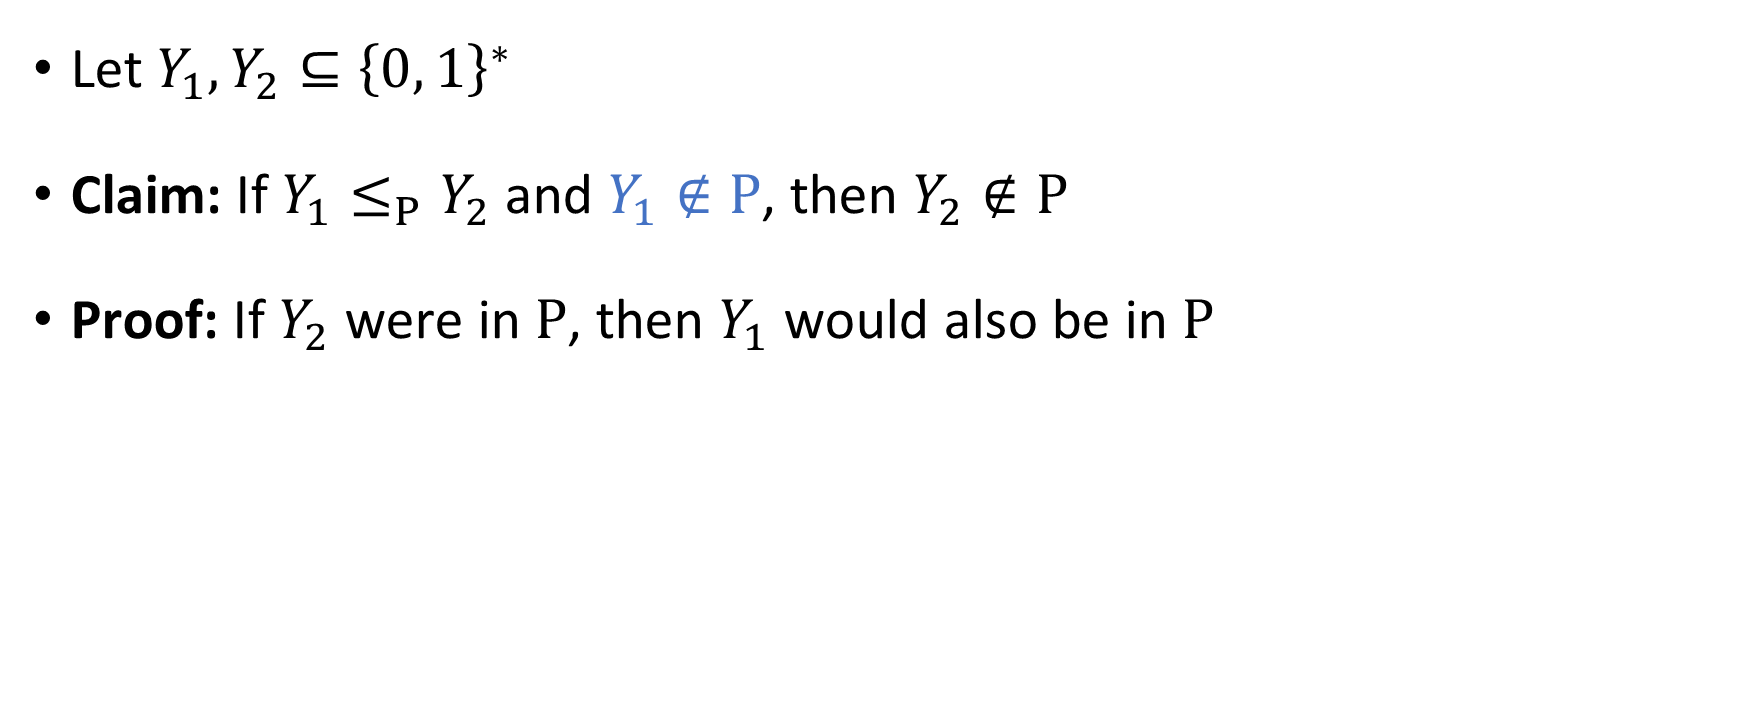 • Let Y₁, Y₂ ⊆ {0, 1}*
• Claim: If Y₁ ≤ₚ Y₂ and Y₁ ∉ P, then Y₂ ∉ P
• Proof: If Y₂ were in P, then Y₁ would also be in P